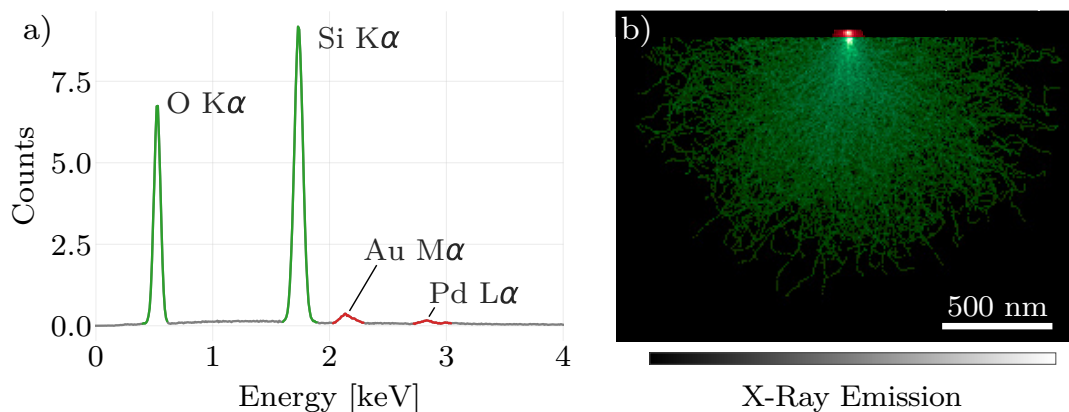 a)
Si Kα
O Kα
Au Mα
Pd Lα
7.5
5.0
2.5
0.0
Counts
0 1 2 3 4
Energy [keV]
b)
500 nm
X-Ray Emission